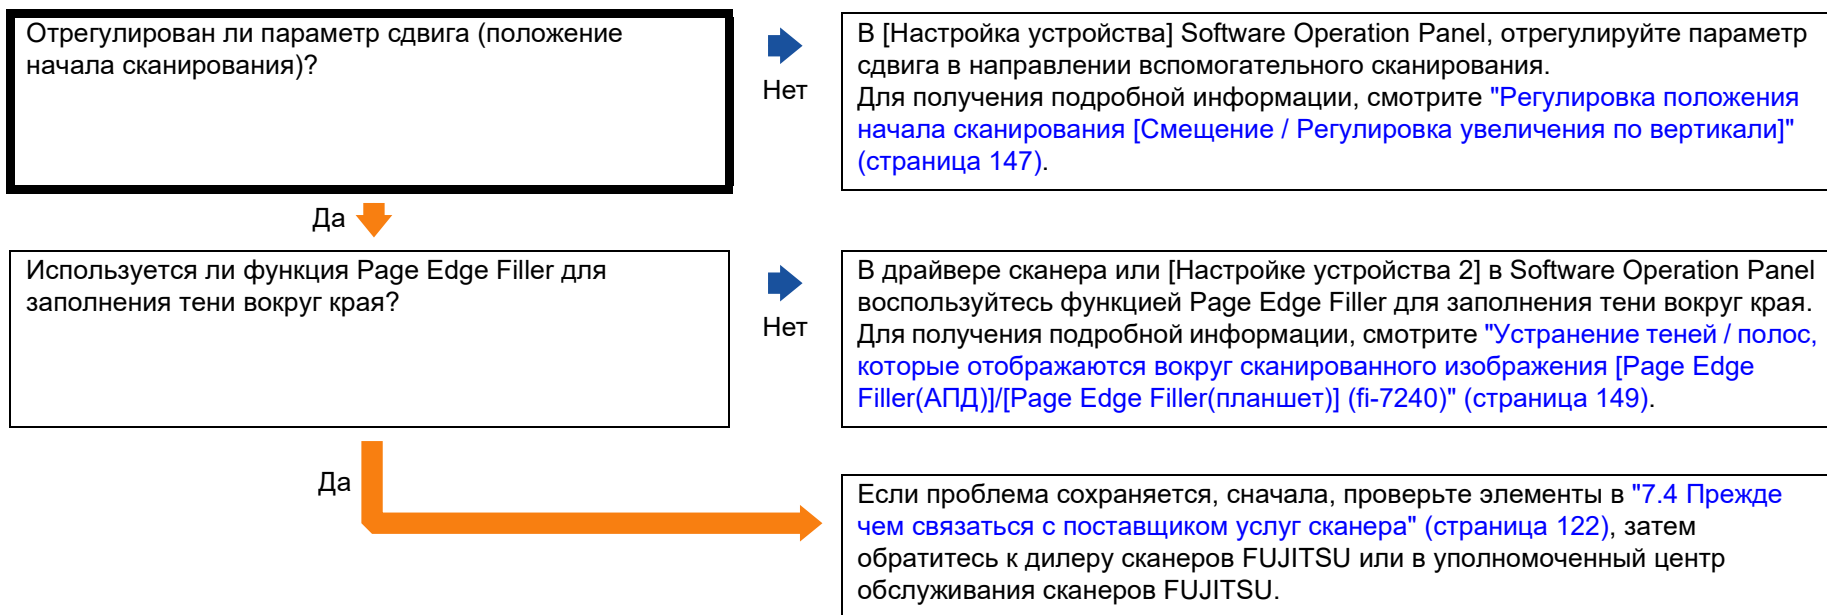 Отрегулирован ли параметр сдвига (положение
начала сканирования)?
Нет
В [Настройка устройства] Software Operation Panel, отрегулируйте параметр
сдвига в направлении вспомогательного сканирования.
Для получения подробной информации, смотрите "Регулировка положения
начала сканирования [Смещение / Регулировка увеличения по вертикали]"
(страница 147).
Да
Используется ли функция Page Edge Filler для
заполнения тени вокруг края?
Нет
В драйвере сканера или [Настройке устройства 2] в Software Operation Panel
воспользуйтесь функцией Page Edge Filler для заполнения тени вокруг края.
Для получения подробной информации, смотрите "Устранение теней / полос,
которые отображаются вокруг сканированного изображения [Page Edge
Filler(АПД)]/[Page Edge Filler(планшет)] (fi-7240)" (страница 149).
Да
Если проблема сохраняется, сначала, проверьте элементы в "7.4 Прежде
чем связаться с поставщиком услуг сканера" (страница 122), затем
обратитесь к дилеру сканеров FUJITSU или в уполномоченный центр
обслуживания сканеров FUJITSU.